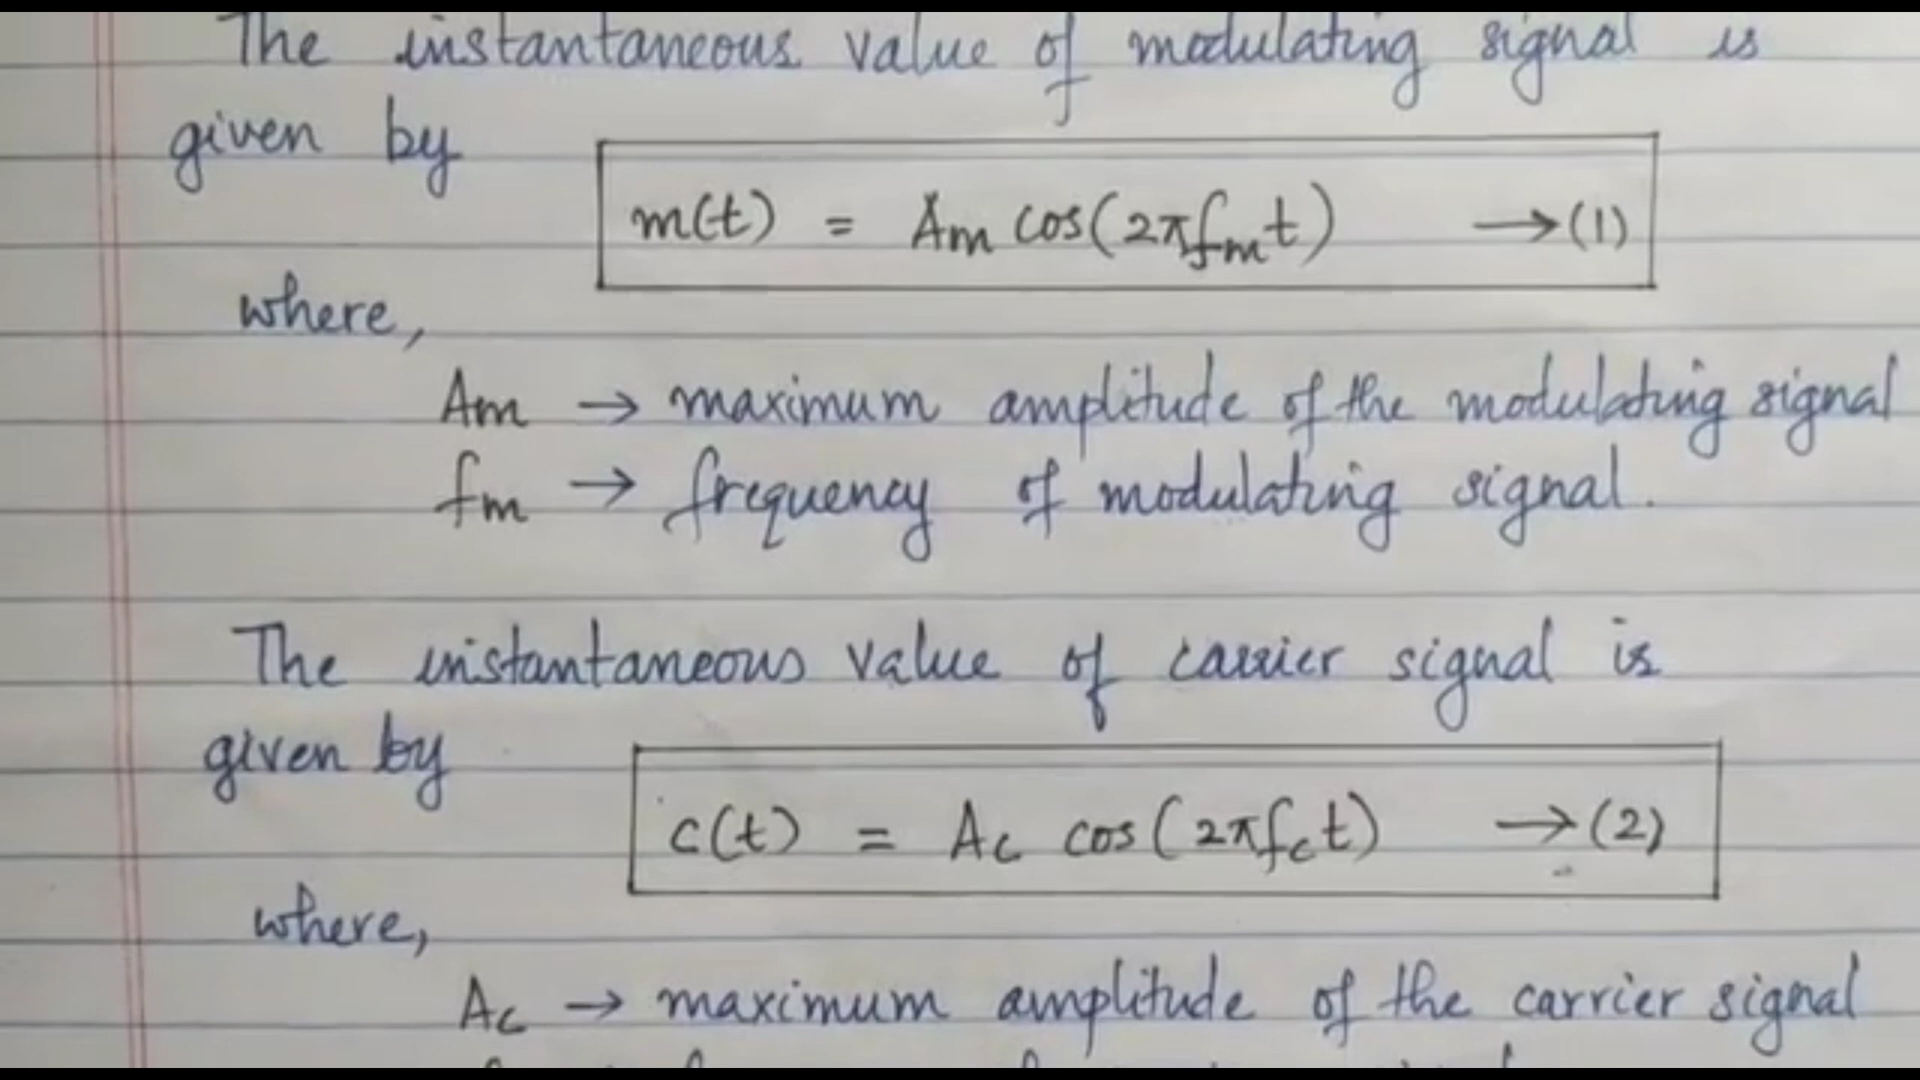 The instantaneous value of modulating signal is
given by
m(t) = Am cos(2πfmt) →(1)
where,
Am → maximum amplitude of the modulating signal
fm → frequency of modulating signal.
The instantaneous value of carrier signal is
given by
c(t) = Ac cos(2πfct) →(2)
where,
Ac → maximum amplitude of the carrier signal